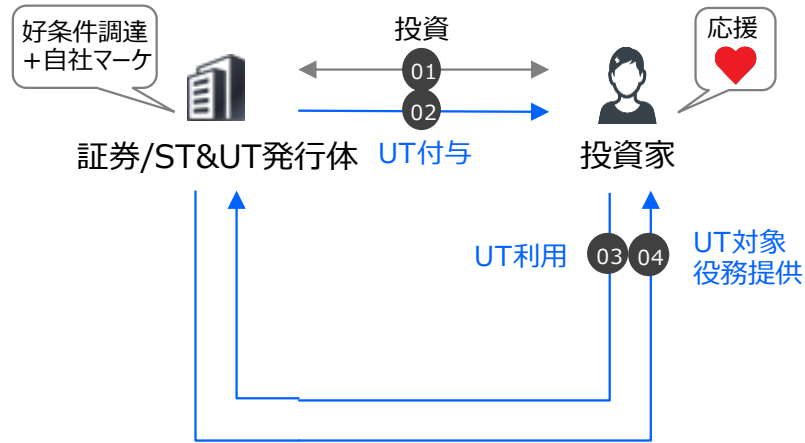 好条件調達
+自社マーケ
投資
応援
01
02
証券/ST&UT発行体
UT付与
投資家
UT利用
03
04
UT対象
役務提供